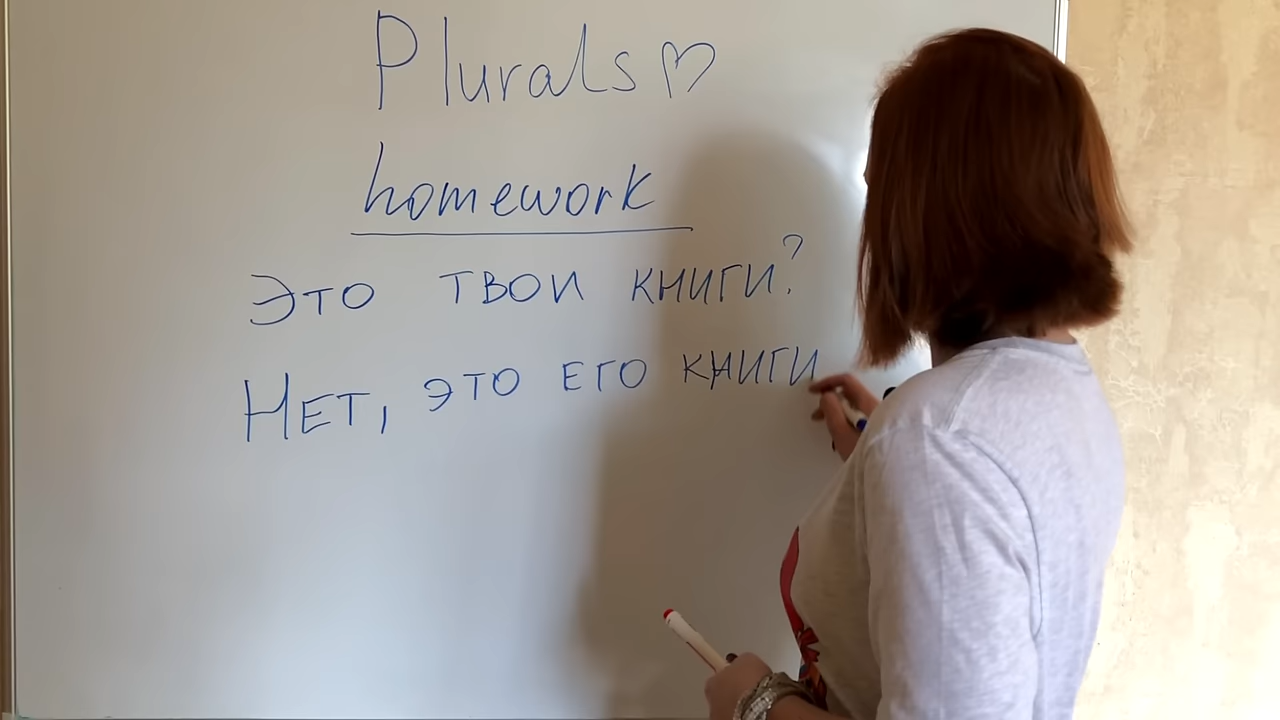 Plurals♡
homework
Это твои книги?
Нет, это его книги